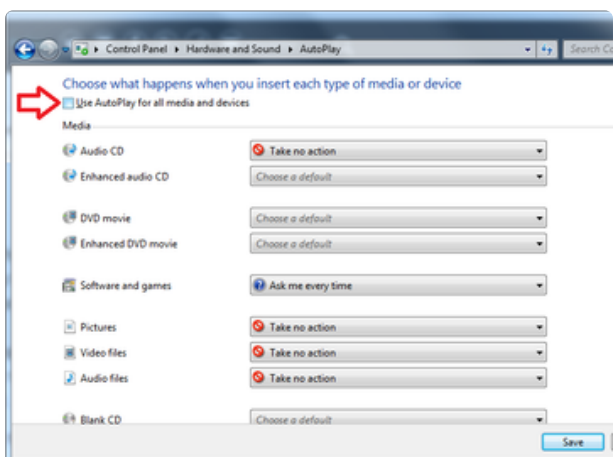 Control Panel ▸ Hardware and Sound ▸ AutoPlay
Search Co
Choose what happens when you insert each type of media or device
Use AutoPlay for all media and devices
Media
Audio CD Take no action
Enhanced audio CD Choose a default
DVD movie Choose a default
Enhanced DVD movie Choose a default
Software and games Ask me every time
Pictures Take no action
Video files Take no action
Audio files Take no action
Blank CD Choose a default
Save